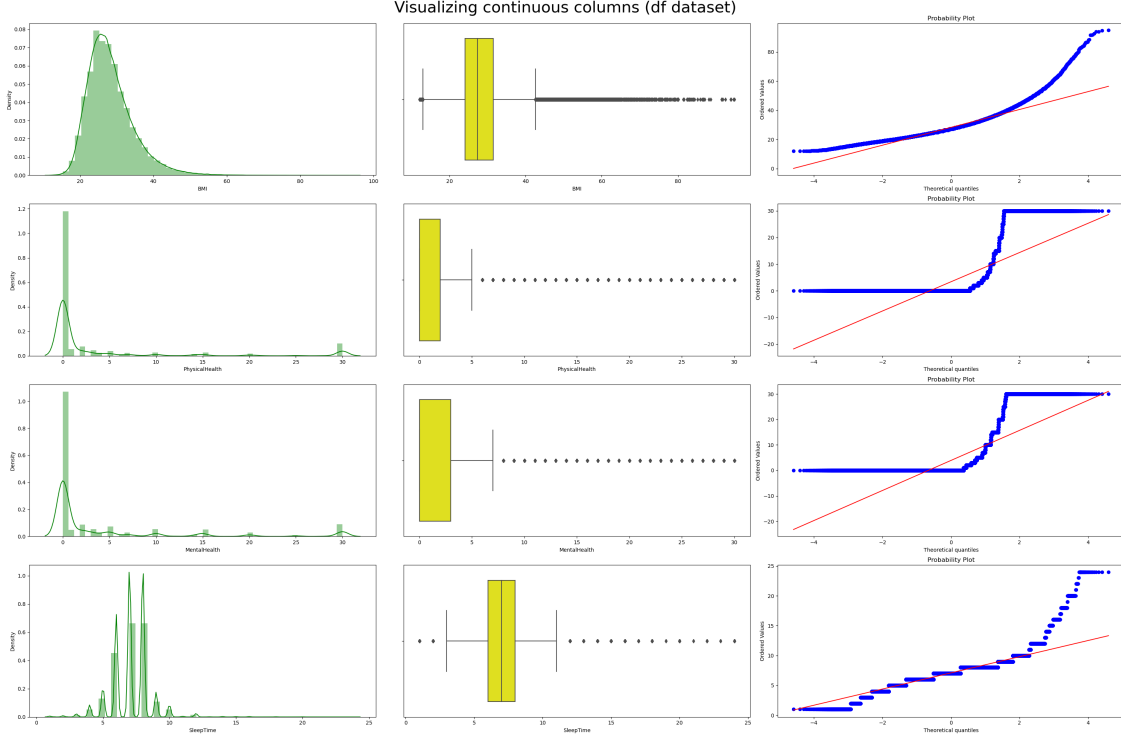 Visualizing continuous columns (df dataset)
0.08
0.07
0.06
0.05
0.04
0.03
0.02
0.01
0.00
Density
20 40 60 80 100
BMI
20 40 60 80
BMI
Probability Plot
80
60
40
20
0
Ordered Values
−4 −2 0 2 4
Theoretical quantiles
1.2
1.0
0.8
0.6
0.4
0.2
0.0
Density
0 5 10 15 20 25 30
PhysicalHealth
0 5 10 15 20 25 30
PhysicalHealth
Probability Plot
30
20
10
0
−10
−20
Ordered Values
−4 −2 0 2 4
Theoretical quantiles
1.0
0.8
0.6
0.4
0.2
0.0
Density
0 5 10 15 20 25 30
MentalHealth
0 5 10 15 20 25 30
MentalHealth
Probability Plot
30
20
10
0
−10
−20
Ordered Values
−4 −2 0 2 4
Theoretical quantiles
1.0
0.8
0.6
0.4
0.2
0.0
Density
0 5 10 15 20 25
SleepTime
0 5 10 15 20 25
SleepTime
Probability Plot
25
20
15
10
5
0
Ordered Values
−4 −2 0 2 4
Theoretical quantiles